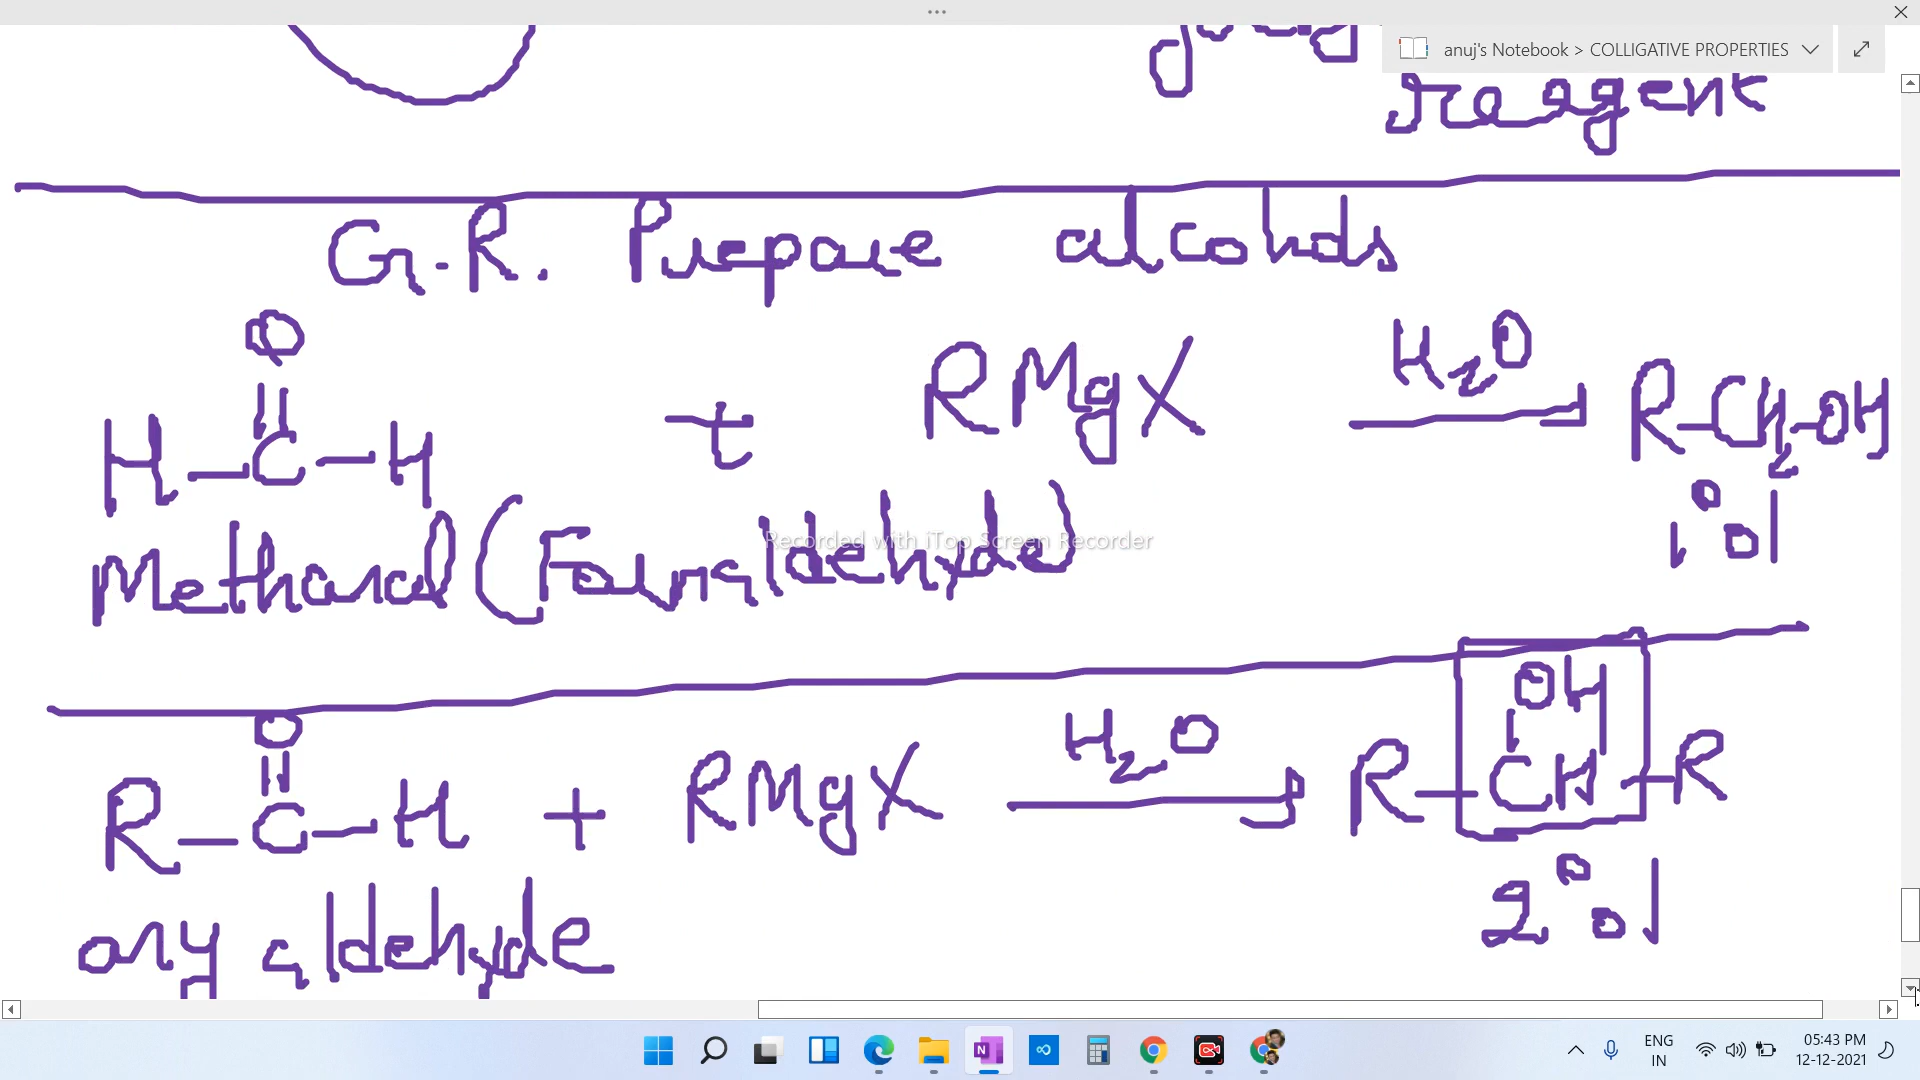 anuj's Notebook > COLLIGATIVE PROPERTIES
reagent
G.R. Prepare alcohols
O
H-C-H + RMgX H2O R-CH2-OH
Methanal (Formaldehyde) 1° ol
Recorded with iTop Screen Recorder
O OH
R-C-H + RMgX H2O R-CH-R
any aldehyde 2° ol
ENG
IN
05:43 PM
12-12-2021